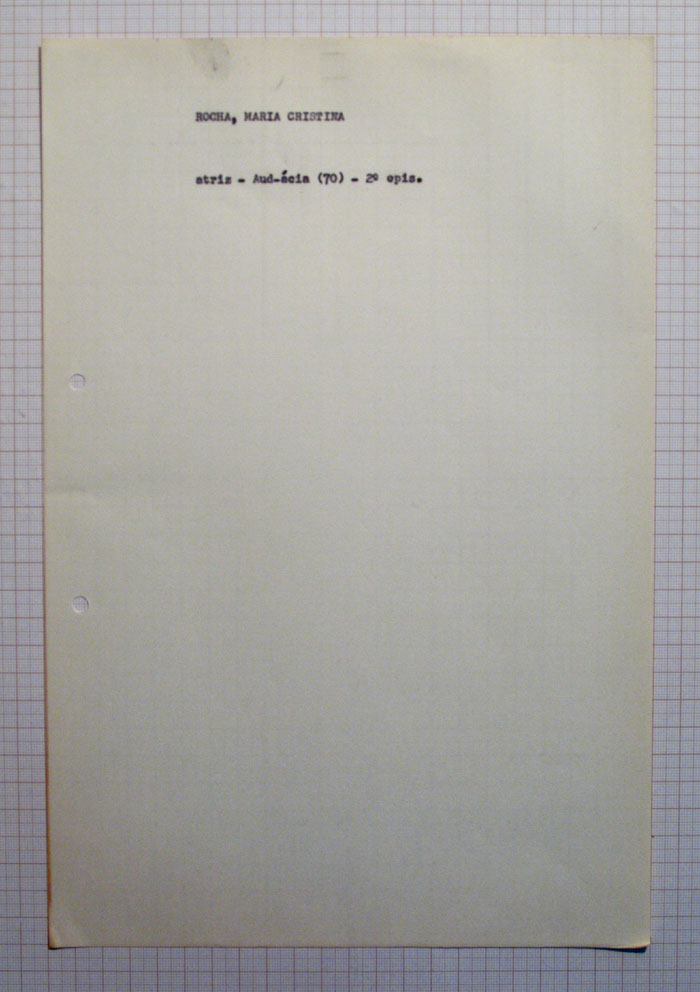 ROCHA, MARIA CRISTINA
atriz - Aud-ácia (70) - 2º epis.